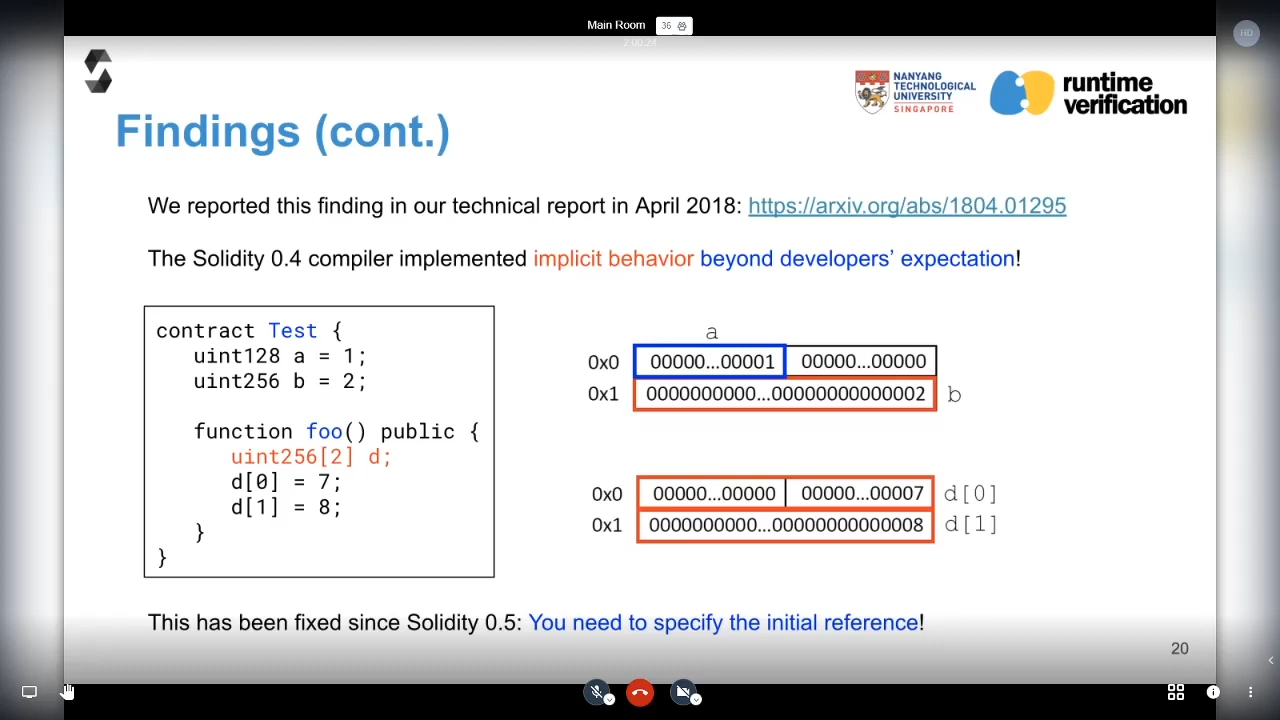 Main Room 36
2:00:24
HD
NANYANG
TECHNOLOGICAL
UNIVERSITY
SINGAPORE
runtime
verification
Findings (cont.)
We reported this finding in our technical report in April 2018: https://arxiv.org/abs/1804.01295
The Solidity 0.4 compiler implemented implicit behavior beyond developers’ expectation!
contract Test {
uint128 a = 1;
uint256 b = 2;
function foo() public {
uint256[2] d;
d[0] = 7;
d[1] = 8;
}
}
a
0x0 00000...00001 00000...00000
0x1 0000000000...00000000000002 b
0x0 00000...00000 00000...00007 d[0]
0x1 0000000000...00000000000008 d[1]
This has been fixed since Solidity 0.5: You need to specify the initial reference!
20